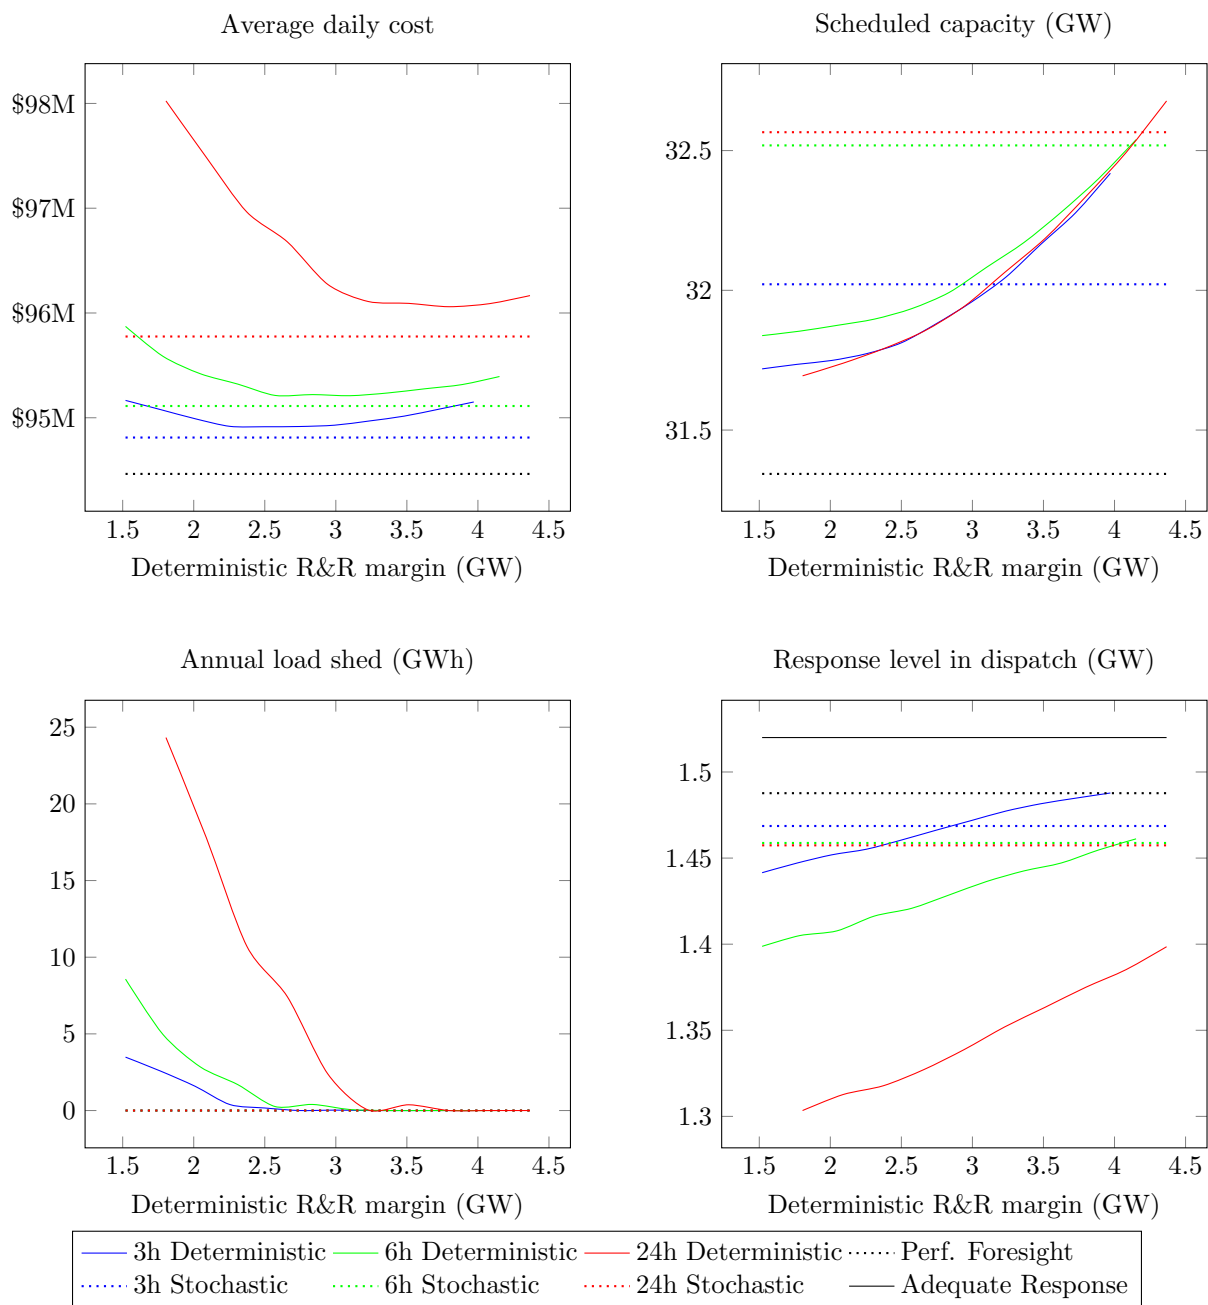 Average daily cost
$98M
$97M
$96M
$95M
1.5 2 2.5 3 3.5 4 4.5
Deterministic R&R margin (GW)
Scheduled capacity (GW)
32.5
32
31.5
1.5 2 2.5 3 3.5 4 4.5
Deterministic R&R margin (GW)
Annual load shed (GWh)
25
20
15
10
5
0
1.5 2 2.5 3 3.5 4 4.5
Deterministic R&R margin (GW)
Response level in dispatch (GW)
1.5
1.45
1.4
1.35
1.3
1.5 2 2.5 3 3.5 4 4.5
Deterministic R&R margin (GW)
3h Deterministic 6h Deterministic 24h Deterministic Perf. Foresight
3h Stochastic 6h Stochastic 24h Stochastic Adequate Response